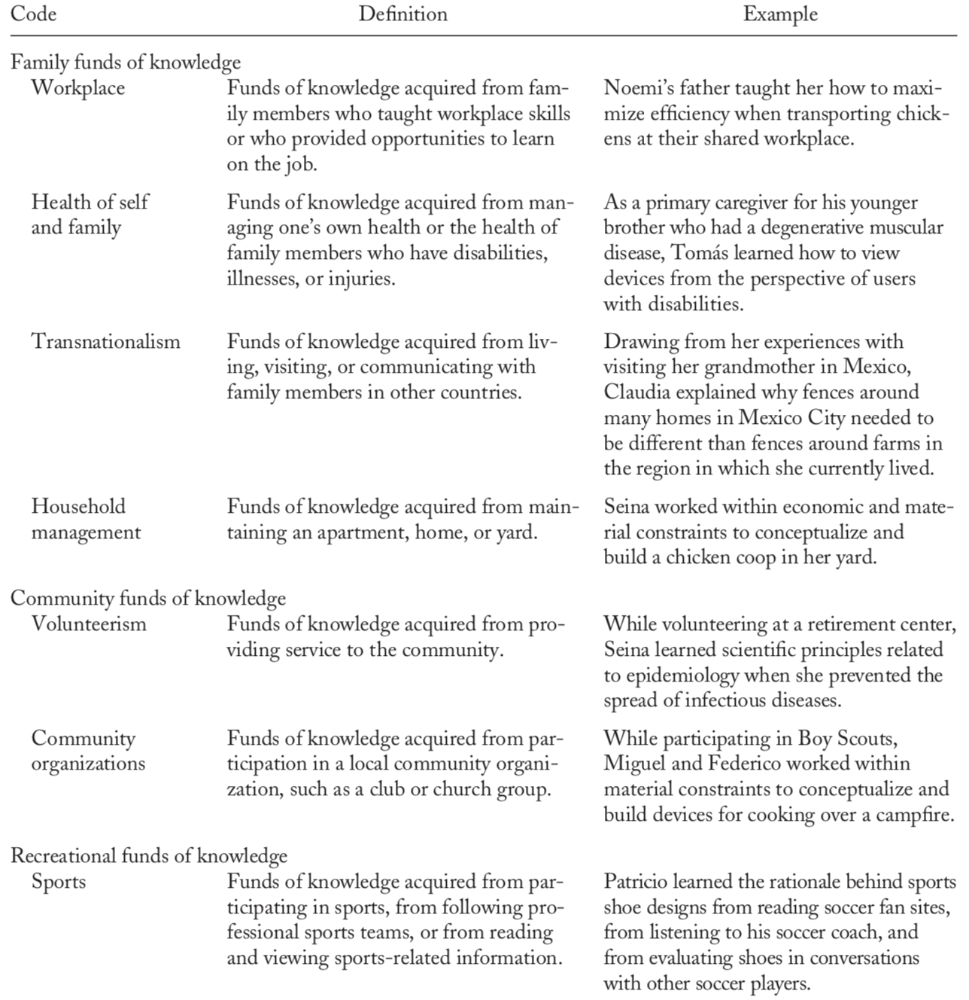 Code Definition Example
Family funds of knowledge
Workplace Funds of knowledge acquired from fam- Noemi’s father taught her how to maxi-
ily members who taught workplace skills mize efficiency when transporting chick-
or who provided opportunities to learn ens at their shared workplace.
on the job.
Health of self Funds of knowledge acquired from man- As a primary caregiver for his younger
and family aging one’s own health or the health of brother who had a degenerative muscular
family members who have disabilities, disease, Tomás learned how to view
illnesses, or injuries. devices from the perspective of users
with disabilities.
Transnationalism Funds of knowledge acquired from liv- Drawing from her experiences with
ing, visiting, or communicating with visiting her grandmother in Mexico,
family members in other countries. Claudia explained why fences around
many homes in Mexico City needed to
be different than fences around farms in
the region in which she currently lived.
Household Funds of knowledge acquired from main- Seina worked within economic and mate-
management taining an apartment, home, or yard. rial constraints to conceptualize and
build a chicken coop in her yard.
Community funds of knowledge
Volunteerism Funds of knowledge acquired from pro- While volunteering at a retirement center,
viding service to the community. Seina learned scientific principles related
to epidemiology when she prevented the
spread of infectious diseases.
Community Funds of knowledge acquired from par- While participating in Boy Scouts,
organizations ticipation in a local community organi- Miguel and Federico worked within
zation, such as a club or church group. material constraints to conceptualize and
build devices for cooking over a campfire.
Recreational funds of knowledge
Sports Funds of knowledge acquired from par- Patricio learned the rationale behind sports
ticipating in sports, from following pro- shoe designs from reading soccer fan sites,
fessional sports teams, or from reading from listening to his soccer coach, and
and viewing sports-related information. from evaluating shoes in conversations
with other soccer players.